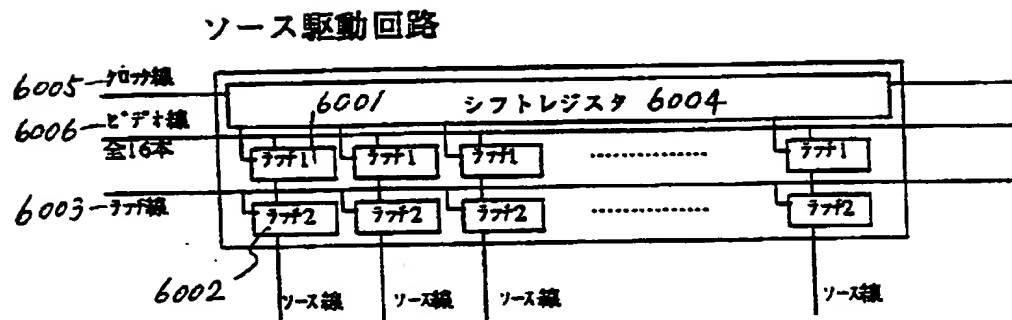 ソース駆動回路
6005 クロック線
6001 シフトレジスタ 6004
6006 ビデオ線
全16本
ラッチ1 ラッチ1 ラッチ1 ラッチ1
6003 ラッチ線
ラッチ2 ラッチ2 ラッチ2 ラッチ2
6002
ソース線 ソース線 ソース線 ソース線